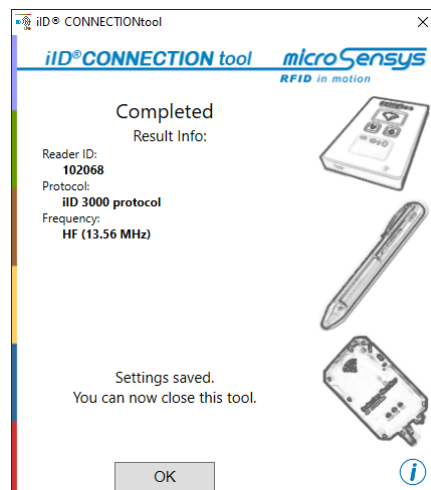 iID® CONNECTIONtool
iID®CONNECTION tool
microSensys
RFID in motion
Completed
Result Info:
Reader ID:
102068
Protocol:
iID 3000 protocol
Frequency:
HF (13.56 MHz)
Settings saved.
You can now close this tool.
OK
i